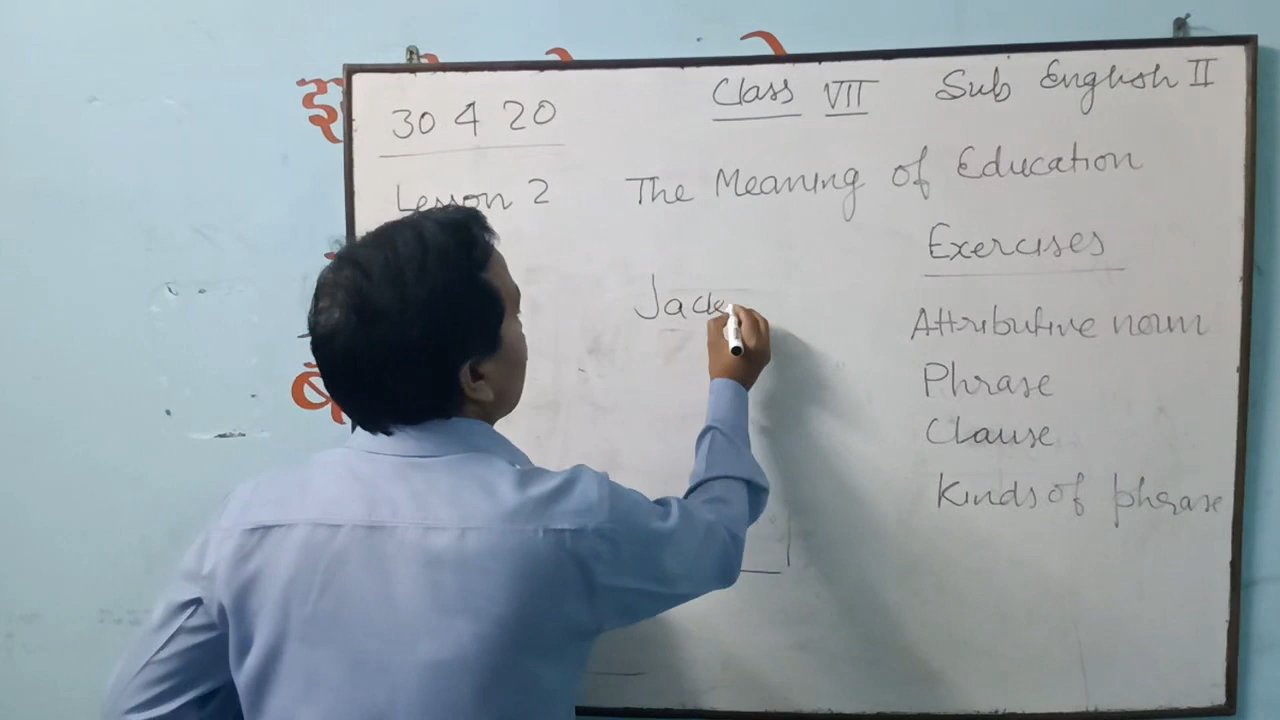 30 4 20
Class VII
Sub English II
Lesson 2
The Meaning of Education
Exercises
Jack
Attributive noun
Phrase
Clause
Kinds of phrase